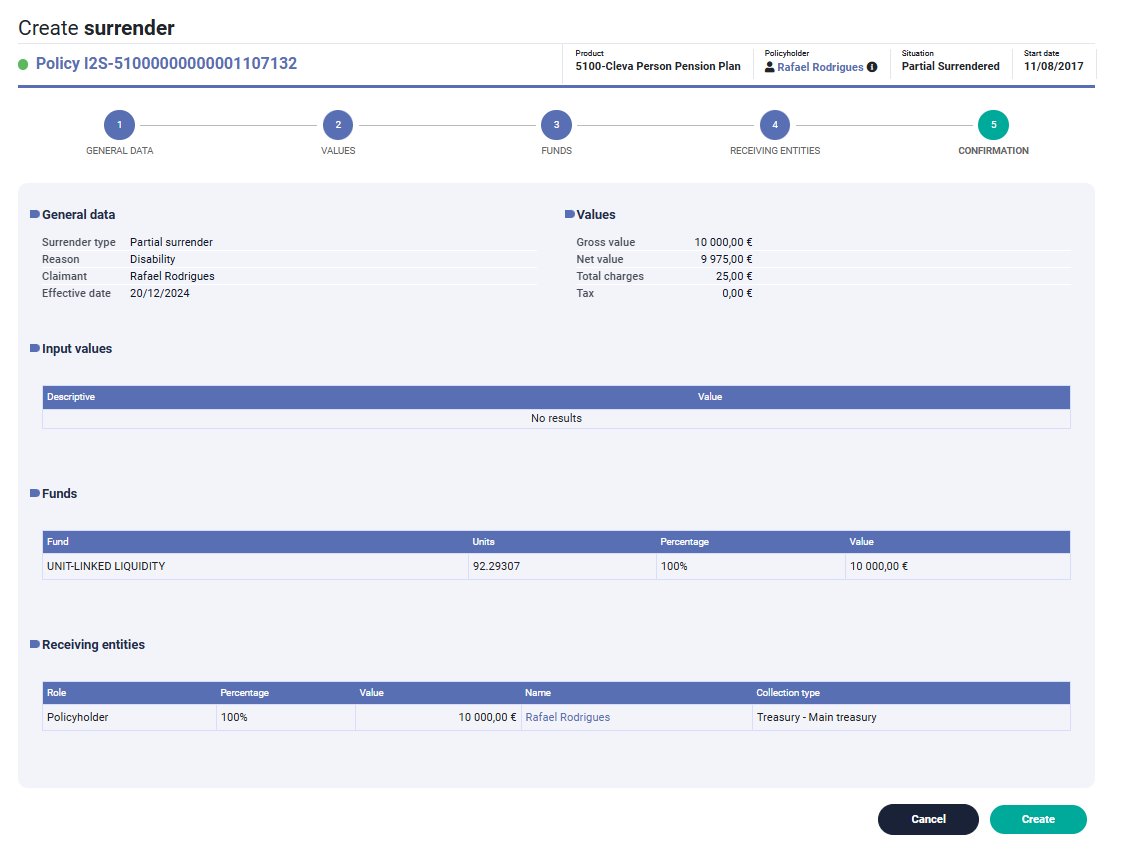 Create surrender
Policy I2S-51000000000001107132
Product
5100-Cleva Person Pension Plan
Policyholder
Rafael Rodrigues
Situation
Partial Surrendered
Start date
11/08/2017
1
GENERAL DATA
2
VALUES
3
FUNDS
4
RECEIVING ENTITIES
5
CONFIRMATION
General data
Surrender type Partial surrender
Reason Disability
Claimant Rafael Rodrigues
Effective date 20/12/2024
Values
Gross value 10 000,00 €
Net value 9 975,00 €
Total charges 25,00 €
Tax 0,00 €
Input values
Descriptive Value
No results
Funds
Fund Units Percentage Value
UNIT-LINKED LIQUIDITY 92.29307 100% 10 000,00 €
Receiving entities
Role Percentage Value Name Collection type
Policyholder 100% 10 000,00 € Rafael Rodrigues Treasury - Main treasury
Cancel Create